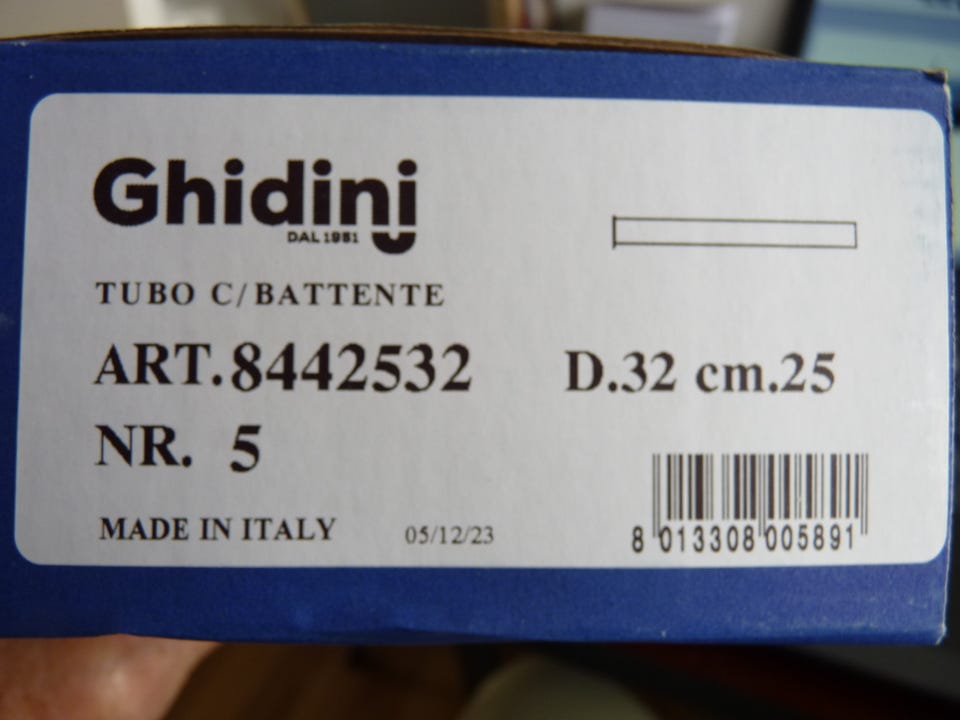 Ghidini
DAL 1951
TUBO C/BATTENTE
ART.8442532 D.32 cm.25
NR. 5
MADE IN ITALY 05/12/23
8 013308 005891